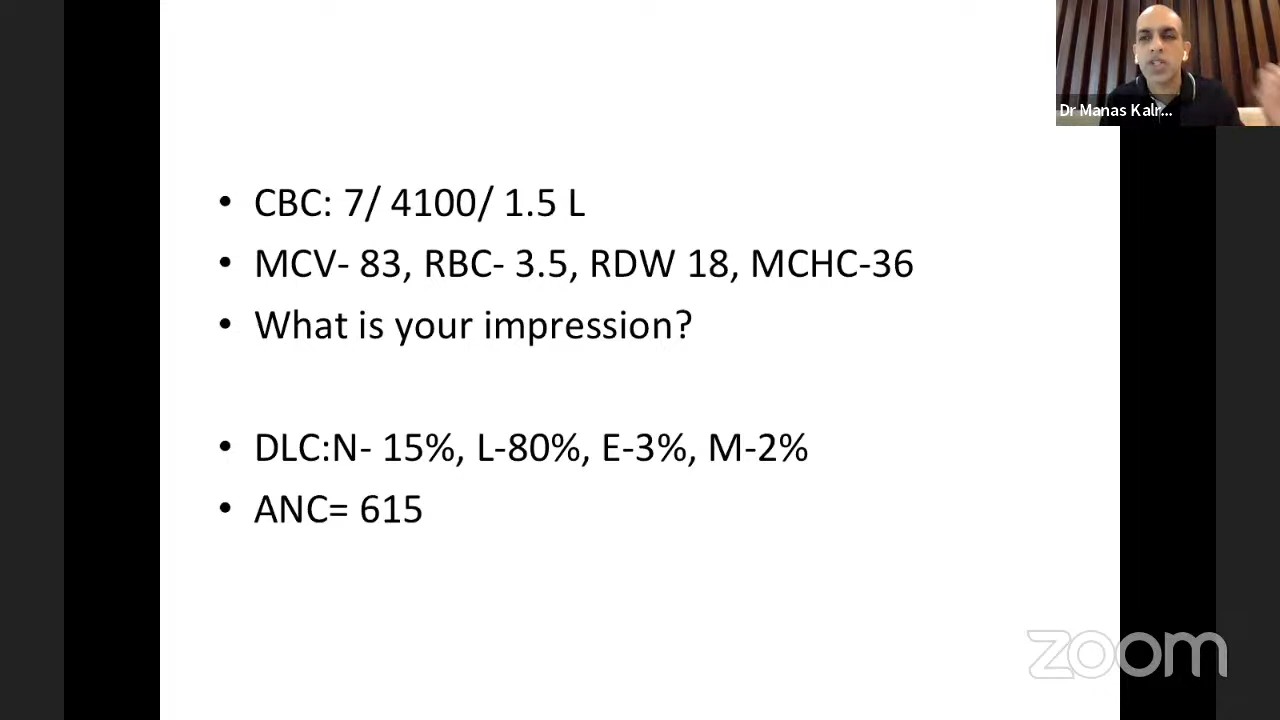 Dr Manas Kalr...
• CBC: 7/ 4100/ 1.5 L
• MCV- 83, RBC- 3.5, RDW 18, MCHC-36
• What is your impression?
• DLC:N- 15%, L-80%, E-3%, M-2%
• ANC= 615
zoom